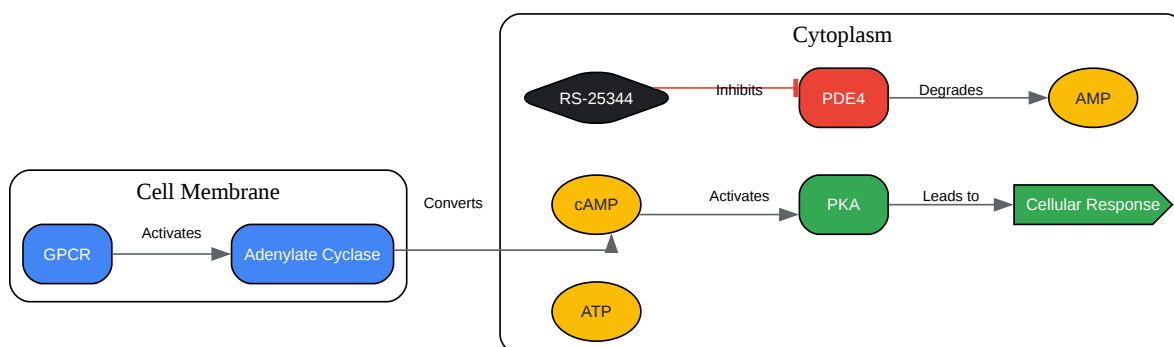 Cytoplasm
RS-25344
Inhibits
PDE4
Degrades
AMP
Cell Membrane
Converts
cAMP
Activates
PKA
Leads to
Cellular Response
GPCR
Activates
Adenylate Cyclase
ATP